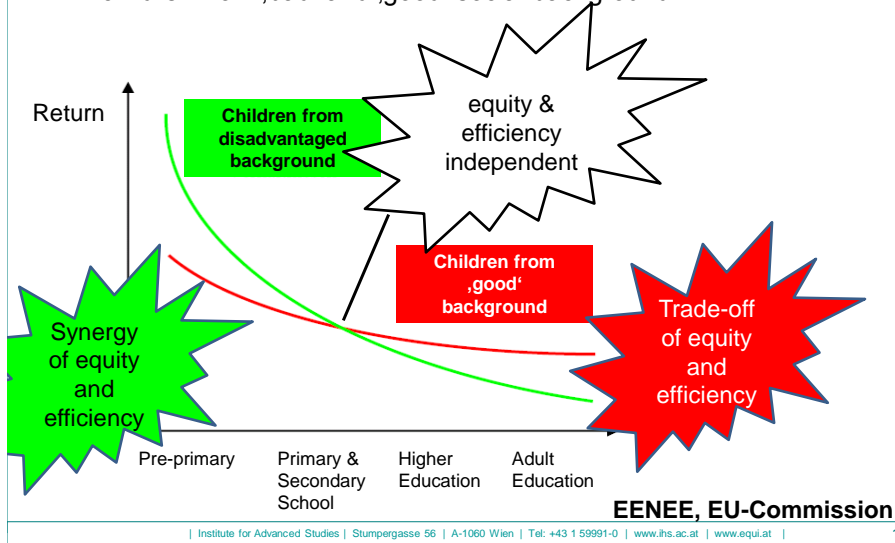 Return
Children from
disadvantaged
background
equity &
efficiency
independent
Children from
‚good‘
background
Synergy
of equity
and
efficiency
Trade-off
of equity
and
efficiency
Pre-primary
Primary &
Secondary
School
Higher
Education
Adult
Education
EENEE, EU-Commission
| Institute for Advanced Studies | Stumpergasse 56 | A-1060 Wien | Tel: +43 1 59991-0 | www.ihs.ac.at | www.equi.at |